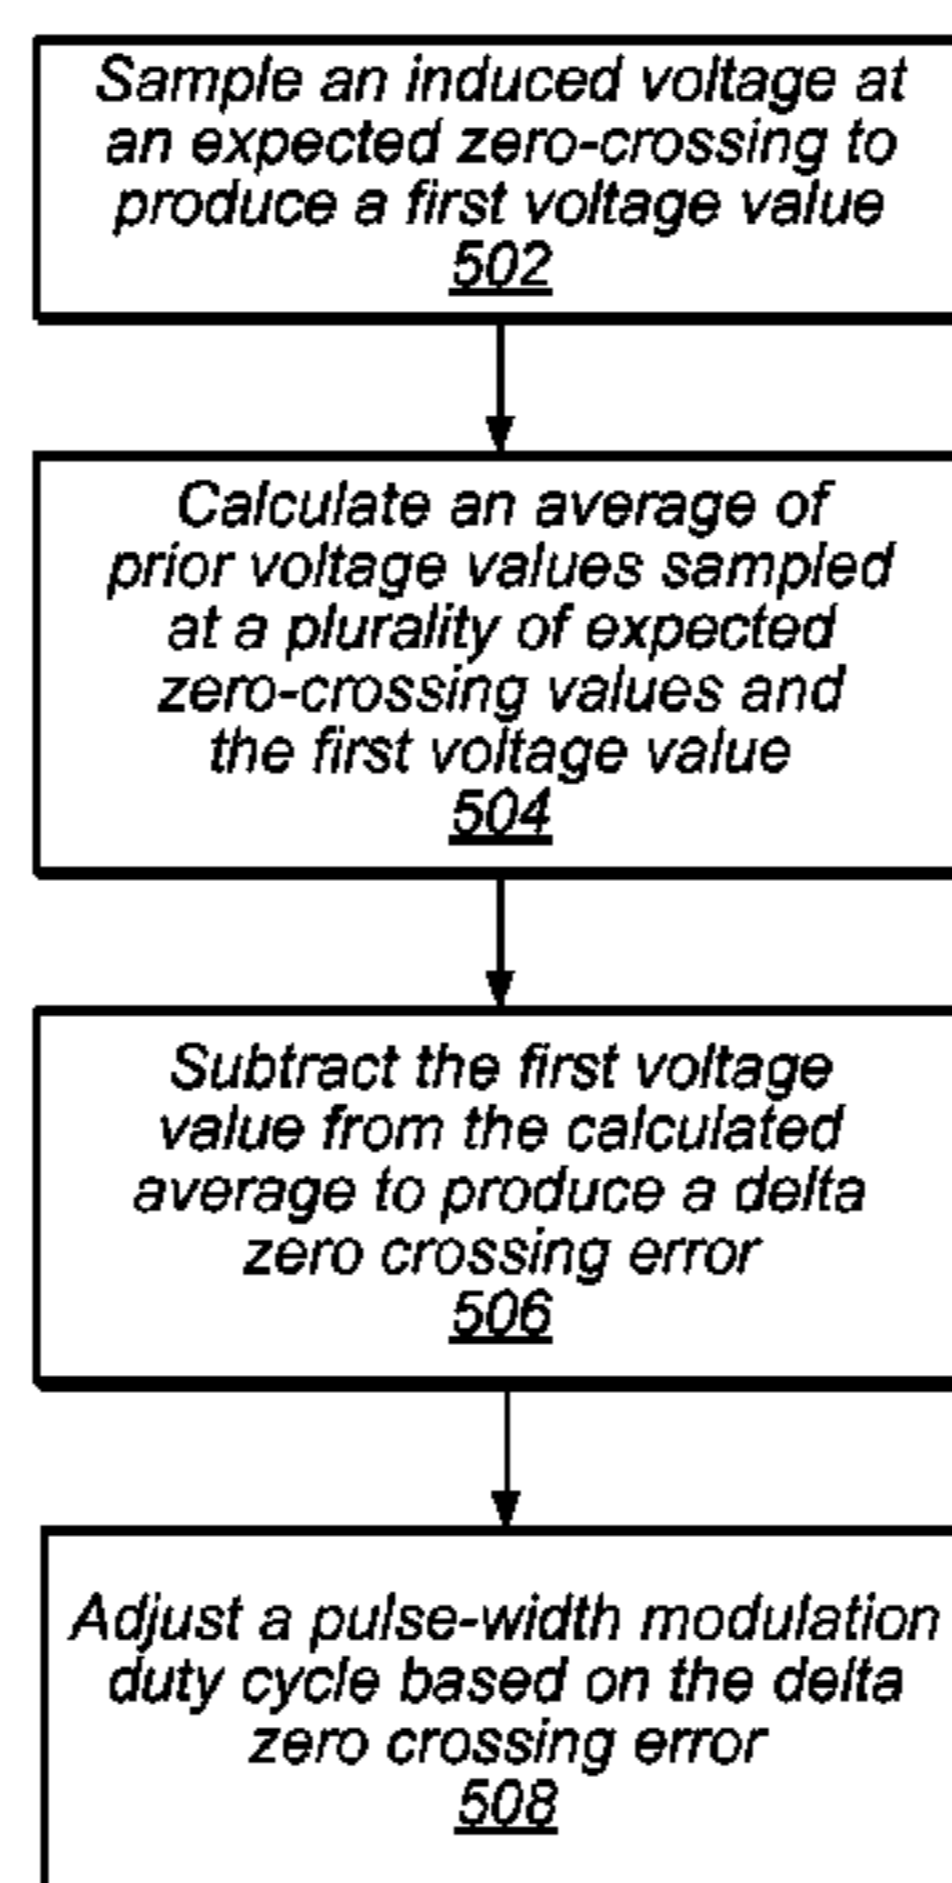 Sample an induced voltage at
an expected zero-crossing to
produce a first voltage value
502
Calculate an average of
prior voltage values sampled
at a plurality of expected
zero-crossing values and
the first voltage value
504
Subtract the first voltage
value from the calculated
average to produce a delta
zero crossing error
506
Adjust a pulse-width modulation
duty cycle based on the delta
zero crossing error
508